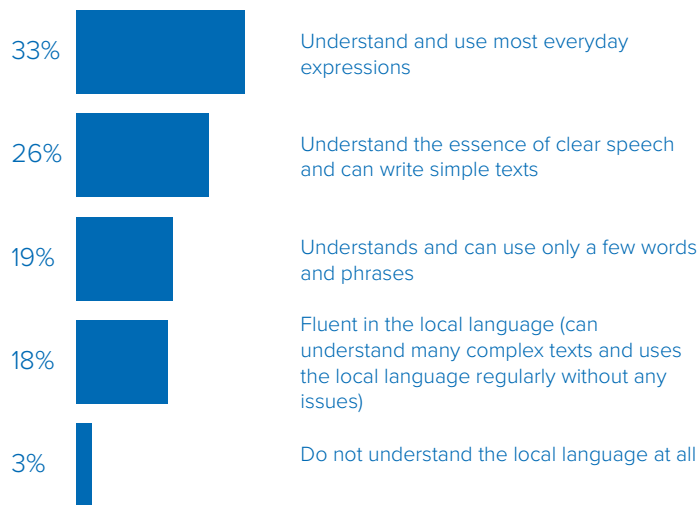 33%
Understand and use most everyday
expressions
26%
Understand the essence of clear speech
and can write simple texts
19%
Understands and can use only a few words
and phrases
18%
Fluent in the local language (can
understand many complex texts and uses
the local language regularly without any
issues)
3%
Do not understand the local language at all